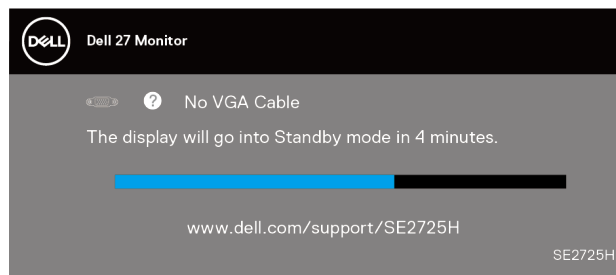 DELL
Dell 27 Monitor
? No VGA Cable
The display will go into Standby mode in 4 minutes.
www.dell.com/support/SE2725H
SE2725H